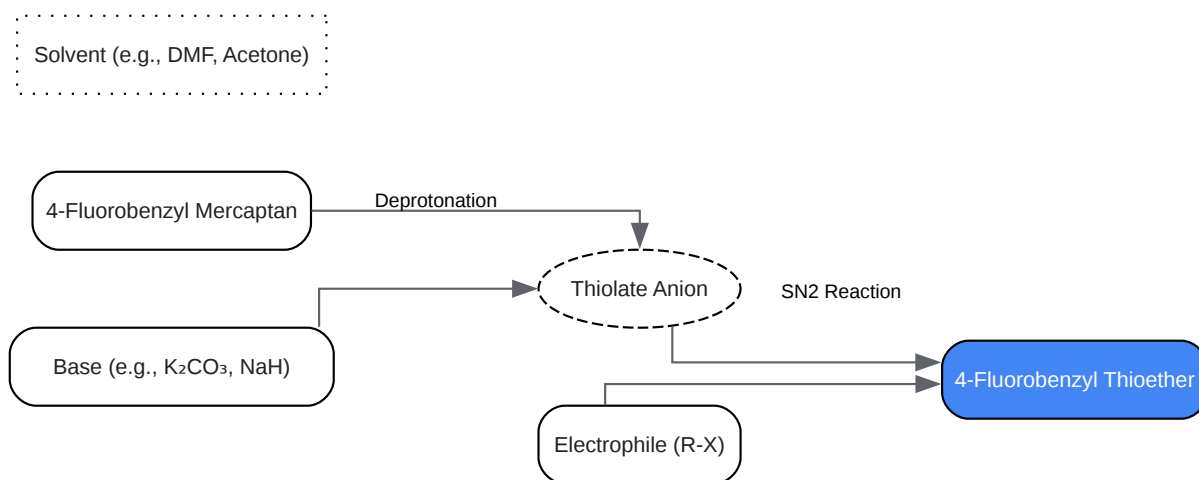 Solvent (e.g., DMF, Acetone)
4-Fluorobenzyl Mercaptan
Deprotonation
Thiolate Anion
SN2 Reaction
Base (e.g., K₂CO₃, NaH)
4-Fluorobenzyl Thioether
Electrophile (R-X)